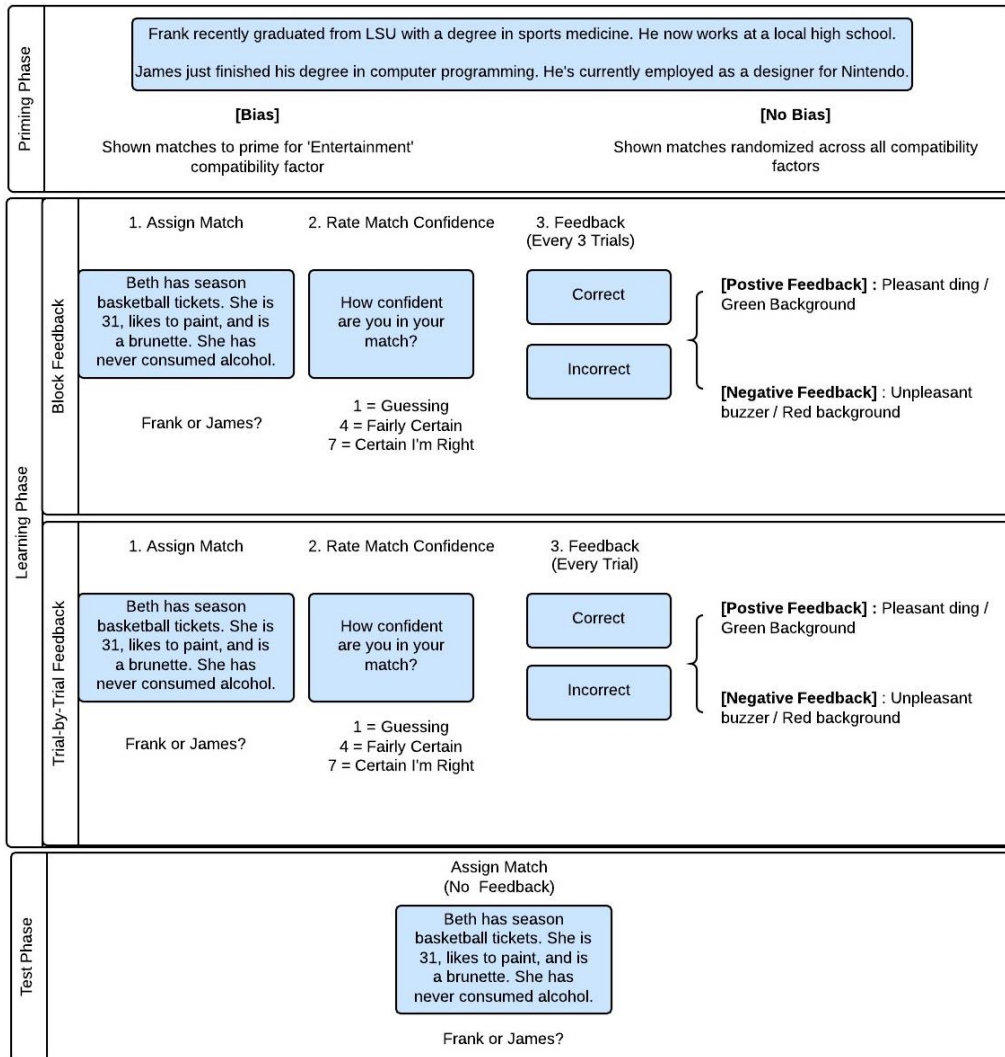 Priming Phase
Frank recently graduated from LSU with a degree in sports medicine. He now works at a local high school.
James just finished his degree in computer programming. He's currently employed as a designer for Nintendo.
[Bias]
Shown matches to prime for 'Entertainment'
compatibility factor
[No Bias]
Shown matches randomized across all compatibility
factors
Learning Phase
Block Feedback
1. Assign Match
Beth has season
basketball tickets. She is
31, likes to paint, and is
a brunette. She has
never consumed alcohol.
Frank or James?
2. Rate Match Confidence
How confident
are you in your
match?
1 = Guessing
4 = Fairly Certain
7 = Certain I'm Right
3. Feedback
(Every 3 Trials)
Correct
Incorrect
[Postive Feedback] : Pleasant ding /
Green Background
[Negative Feedback] : Unpleasant
buzzer / Red background
Trial-by-Trial Feedback
1. Assign Match
Beth has season
basketball tickets. She is
31, likes to paint, and is
a brunette. She has
never consumed alcohol.
Frank or James?
2. Rate Match Confidence
How confident
are you in your
match?
1 = Guessing
4 = Fairly Certain
7 = Certain I'm Right
3. Feedback
(Every Trial)
Correct
Incorrect
[Postive Feedback] : Pleasant ding /
Green Background
[Negative Feedback] : Unpleasant
buzzer / Red background
Test Phase
Assign Match
(No Feedback)
Beth has season
basketball tickets. She is
31, likes to paint, and is
a brunette. She has
never consumed alcohol.
Frank or James?